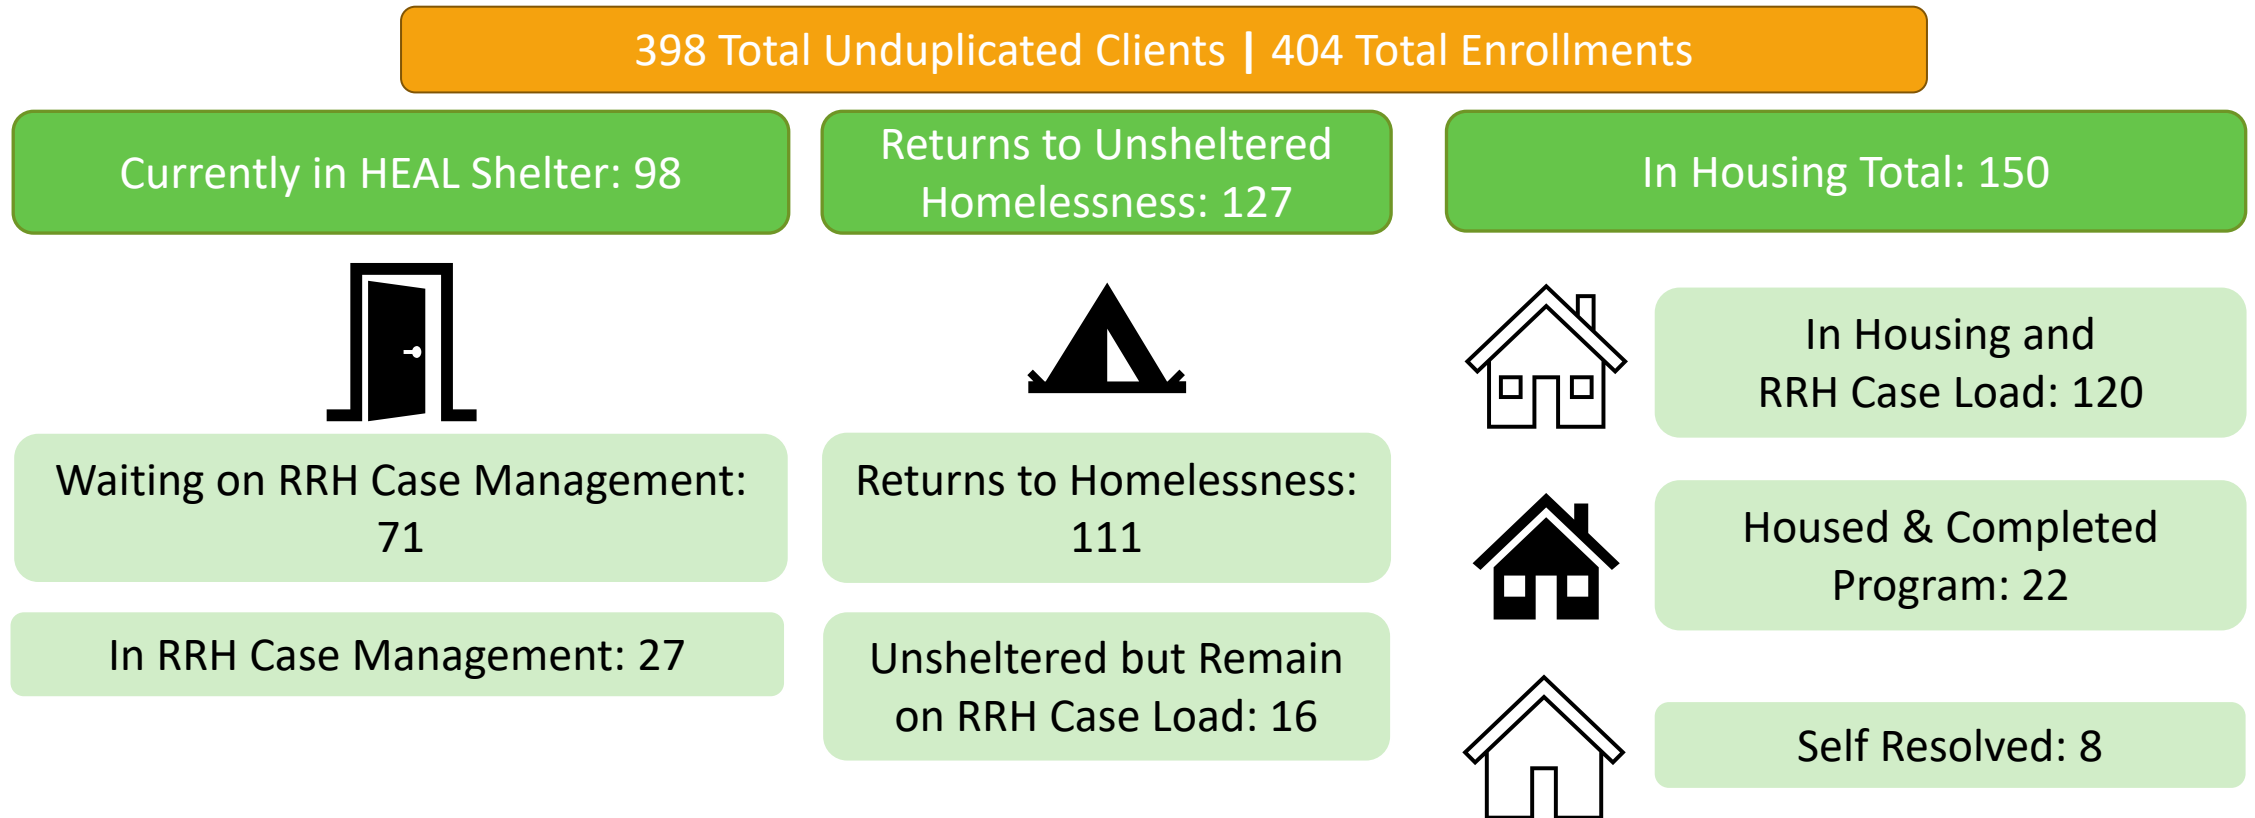 398 Total Unduplicated Clients | 404 Total Enrollments
Currently in HEAL Shelter: 98
Waiting on RRH Case Management:
71
In RRH Case Management: 27
Returns to Unsheltered
Homelessness: 127
Returns to Homelessness:
111
Unsheltered but Remain
on RRH Case Load: 16
In Housing Total: 150
In Housing and
RRH Case Load: 120
Housed & Completed
Program: 22
Self Resolved: 8